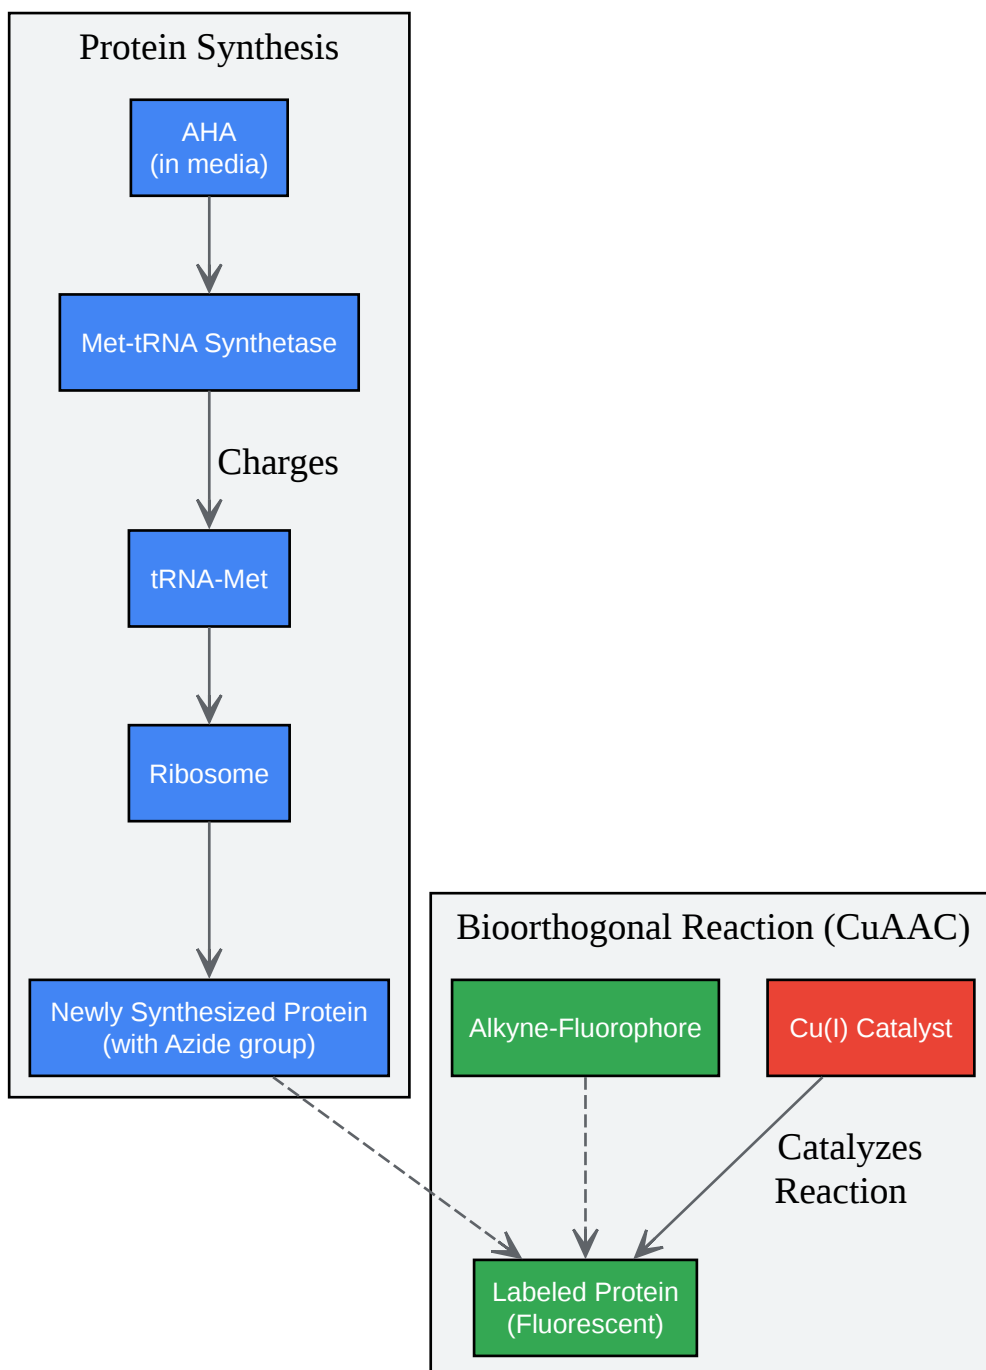 Protein Synthesis
AHA
(in media)
Met-tRNA Synthetase
Charges
tRNA-Met
Ribosome
Newly Synthesized Protein
(with Azide group)
Bioorthogonal Reaction (CuAAC)
Alkyne-Fluorophore
Cu(I) Catalyst
Catalyzes
Reaction
Labeled Protein
(Fluorescent)